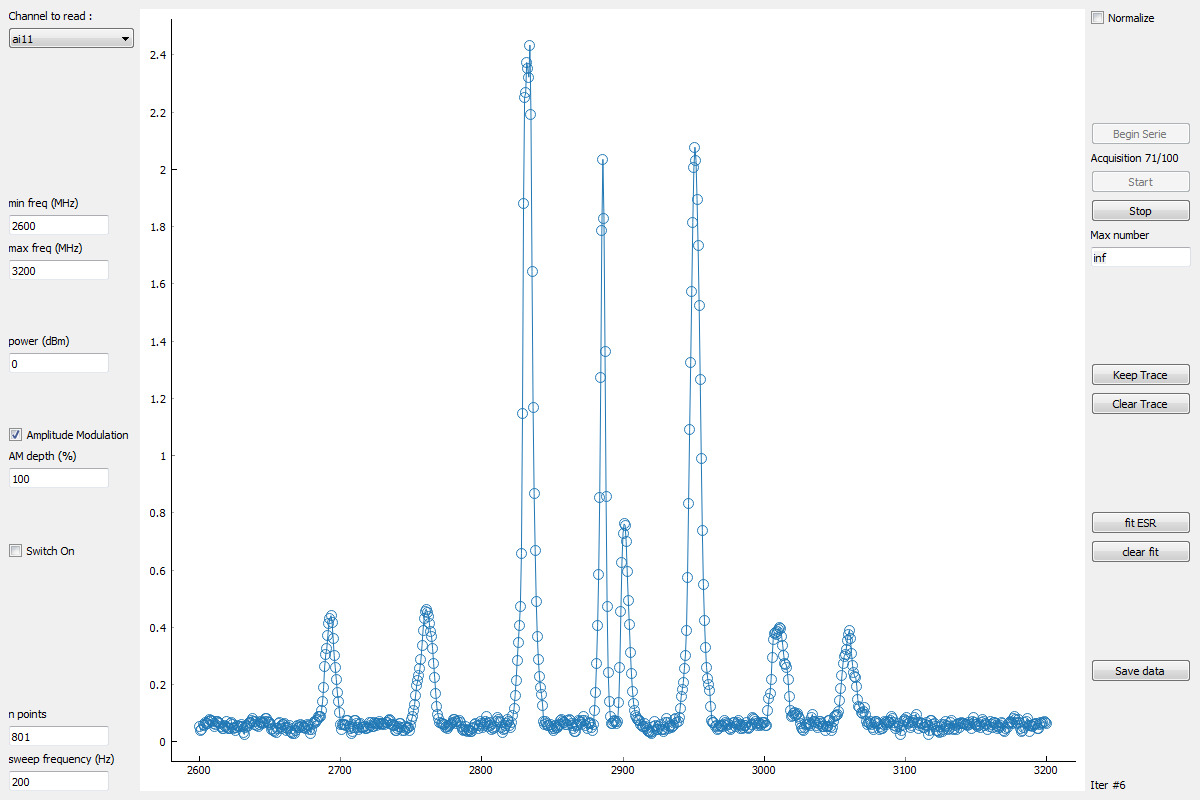 Channel to read :
ai11
min freq (MHz)
2600
max freq (MHz)
3200
power (dBm)
0
Amplitude Modulation
AM depth (%)
100
Switch On
n points
801
sweep frequency (Hz)
200
2.4
2.2
2
1.8
1.6
1.4
1.2
1
0.8
0.6
0.4
0.2
0
2600 2700 2800 2900 3000 3100 3200
Normalize
Begin Serie
Acquisition 71/100
Start
Stop
Max number
inf
Keep Trace
Clear Trace
fit ESR
clear fit
Save data
Iter #6